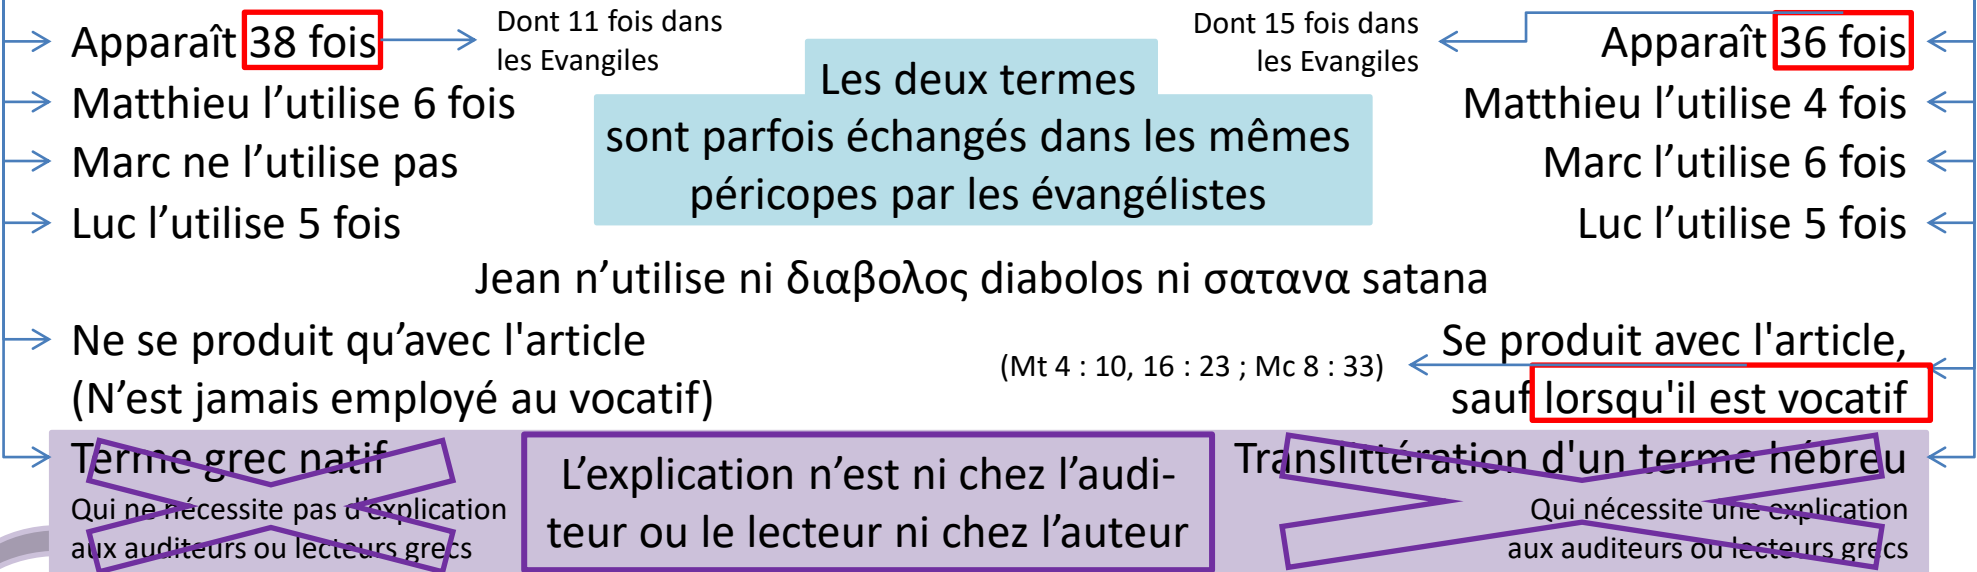 Apparaît 38 fois
Dont 11 fois dans
les Evangiles
Matthieu l’utilise 6 fois
Marc ne l’utilise pas
Luc l’utilise 5 fois
Les deux termes
sont parfois échangés dans les mêmes
péricopes par les évangélistes
Dont 15 fois dans
les Evangiles
Apparaît 36 fois
Matthieu l’utilise 4 fois
Marc l’utilise 6 fois
Luc l’utilise 5 fois
Jean n’utilise ni διαβολος diabolos ni σατανα satana
Ne se produit qu’avec l'article
(N’est jamais employé au vocatif)
(Mt 4 : 10, 16 : 23 ; Mc 8 : 33)
Se produit avec l'article,
sauf lorsqu'il est vocatif
Terme grec natif
Qui ne nécessite pas d’explication
aux auditeurs ou lecteurs grecs
L’explication n’est ni chez l’audi-
teur ou le lecteur ni chez l’auteur
Translittération d'un terme hébreu
Qui nécessite une explication
aux auditeurs ou lecteurs grecs